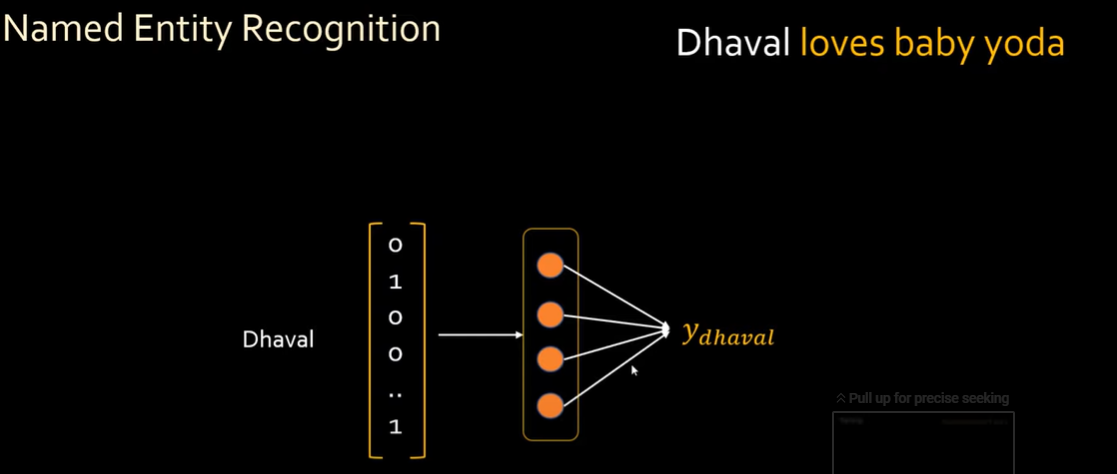 Named Entity Recognition
Dhaval loves baby yoda
0
1
0
0
..
1
Dhaval
y_dhaval
Pull up for precise seeking